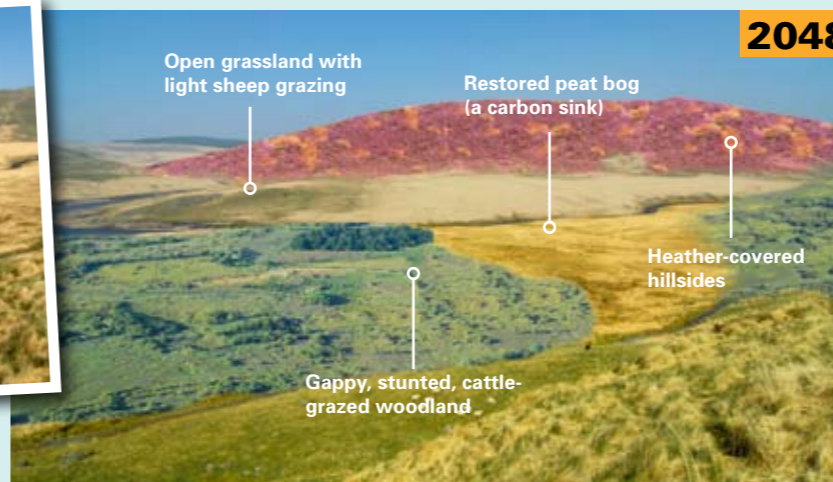 2048
Open grassland with
light sheep grazing
Restored peat bog
(a carbon sink)
Heather-covered
hillsides
Gappy, stunted, cattle-
grazed woodland